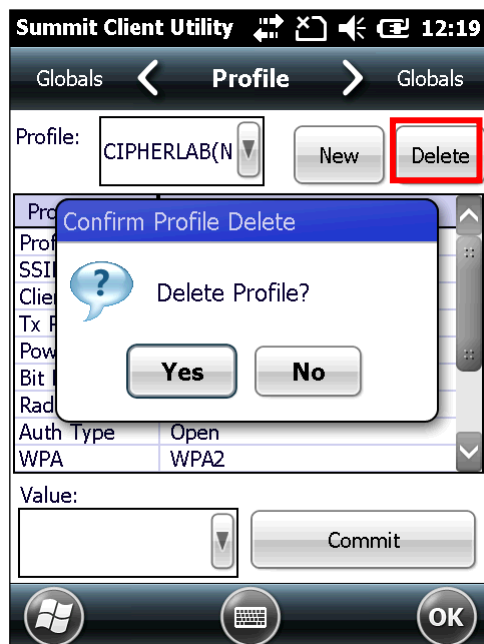 Summit Client Utility 12:19
Globals Profile Globals
Profile: CIPHERLAB(N New Delete
Confirm Profile Delete
Delete Profile?
Yes No
Auth Type Open
WPA WPA2
Value:
Commit
OK